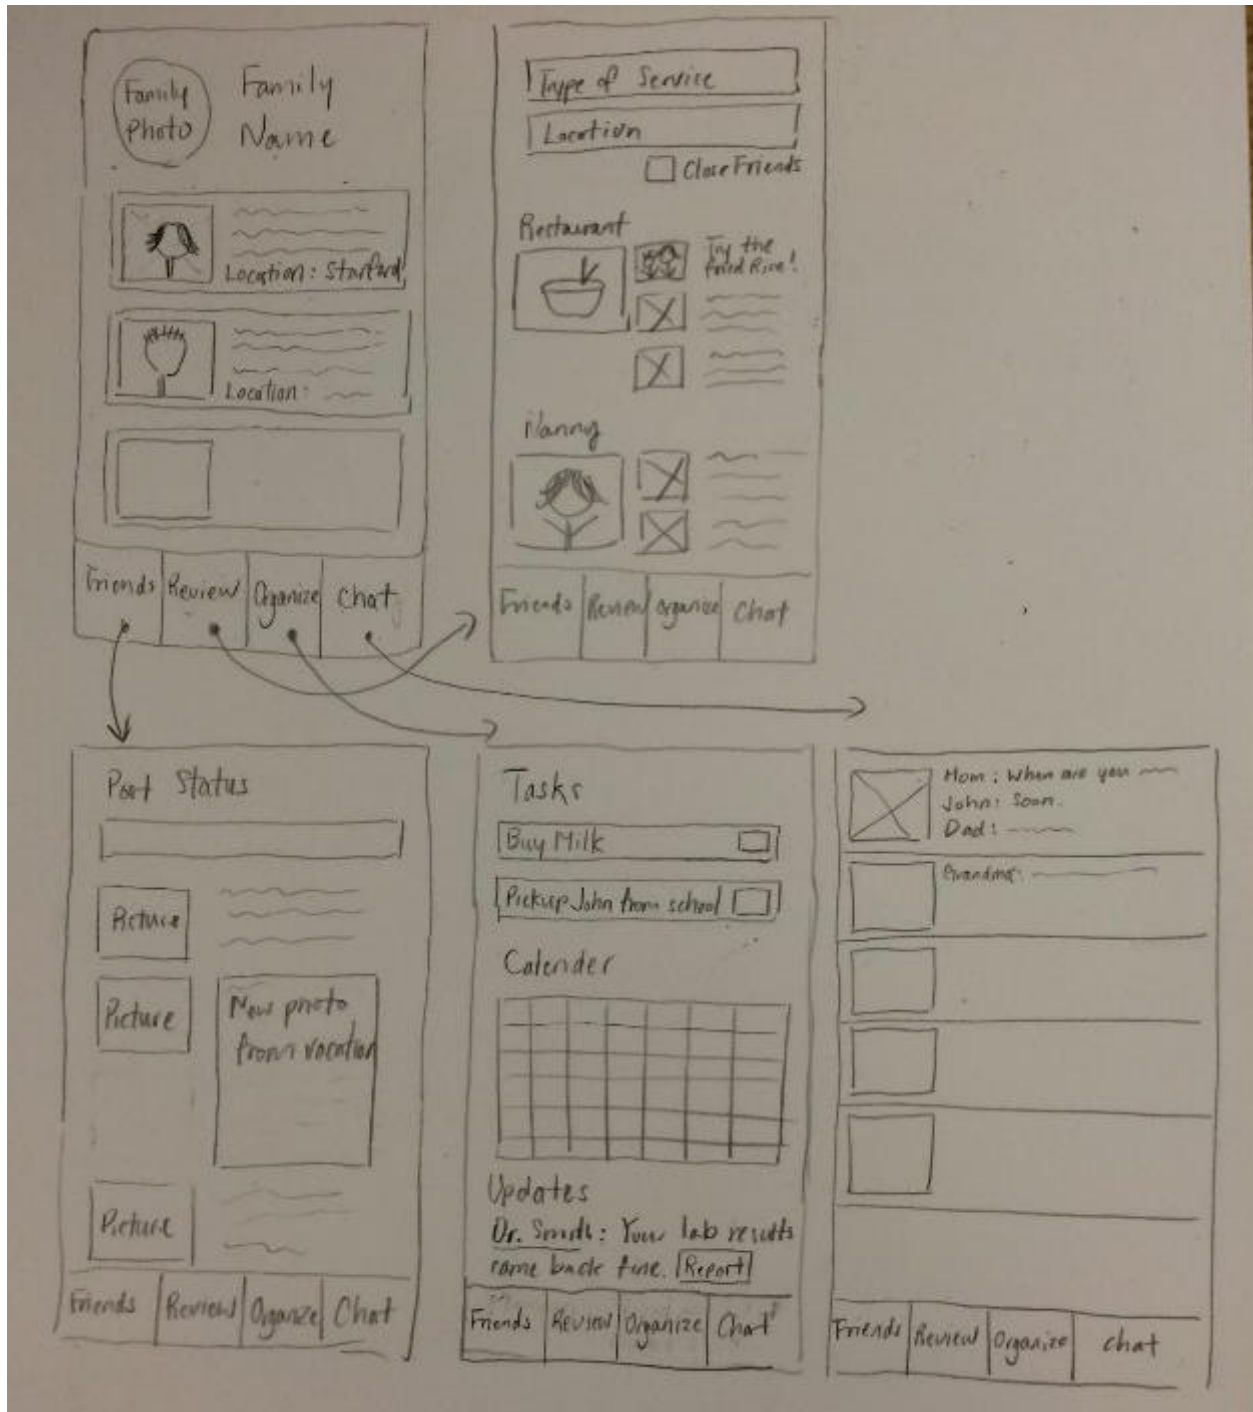 Family
Photo
Family
Name
Location: Stanford
Location:
Friends Review Organize Chat
Type of Service
Location
Close Friends
Restaurant
Try the
Fried Rice!
Nanny
Friends Review Organize Chat
Post Status
Picture
Picture
New photo
from vacation
Picture
Friends Review Organize Chat
Tasks
Buy Milk
Pickup John from school
Calender
Updates
Dr. Smith: Your lab results
came back fine. Report
Friends Review Organize Chat
Mom: When are you
John: Soon.
Dad:
Grandma:
Friends Review Organize Chat